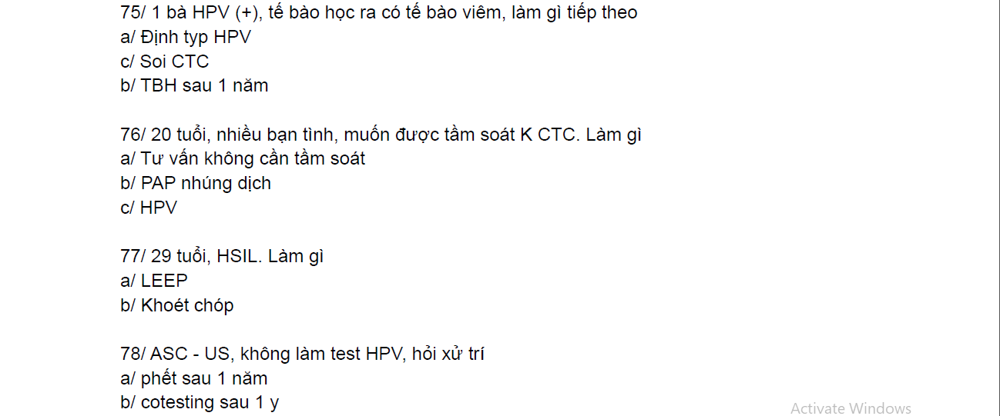 75/ 1 bà HPV (+), tế bào học ra có tế bào viêm, làm gì tiếp theo
a/ Định typ HPV
c/ Soi CTC
b/ TBH sau 1 năm
76/ 20 tuổi, nhiều bạn tình, muốn được tầm soát K CTC. Làm gì
a/ Tư vấn không cần tầm soát
b/ PAP nhúng dịch
c/ HPV
77/ 29 tuổi, HSIL. Làm gì
a/ LEEP
b/ Khoét chóp
78/ ASC - US, không làm test HPV, hỏi xử trí
a/ phết sau 1 năm
b/ cotesting sau 1 y
Activate Windows